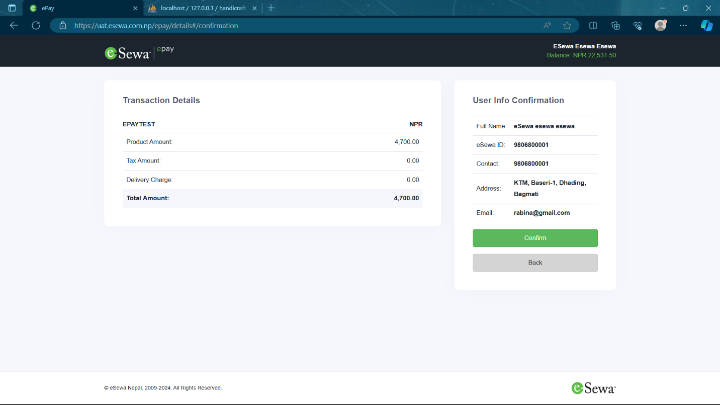 ePay
localhost / 127.0.0.1 / handicraft
https://uat.esewa.com.np/epay/details#/confirmation
eSewa epay
ESewa Esewa Esewa
Balance: NPR 22,531.50
Transaction Details
EPAYTEST NPR
Product Amount: 4,700.00
Tax Amount: 0.00
Delivery Charge: 0.00
Total Amount: 4,700.00
User Info Confirmation
Full Name: eSewa esewa esewa
eSewa ID: 9806800001
Contact: 9806800001
Address: KTM, Baseri-1, Dhading,
Bagmati
Email: rabina@gmail.com
Confirm
Back
© eSewa Nepal, 2009-2024. All Rights Reserved.
eSewa